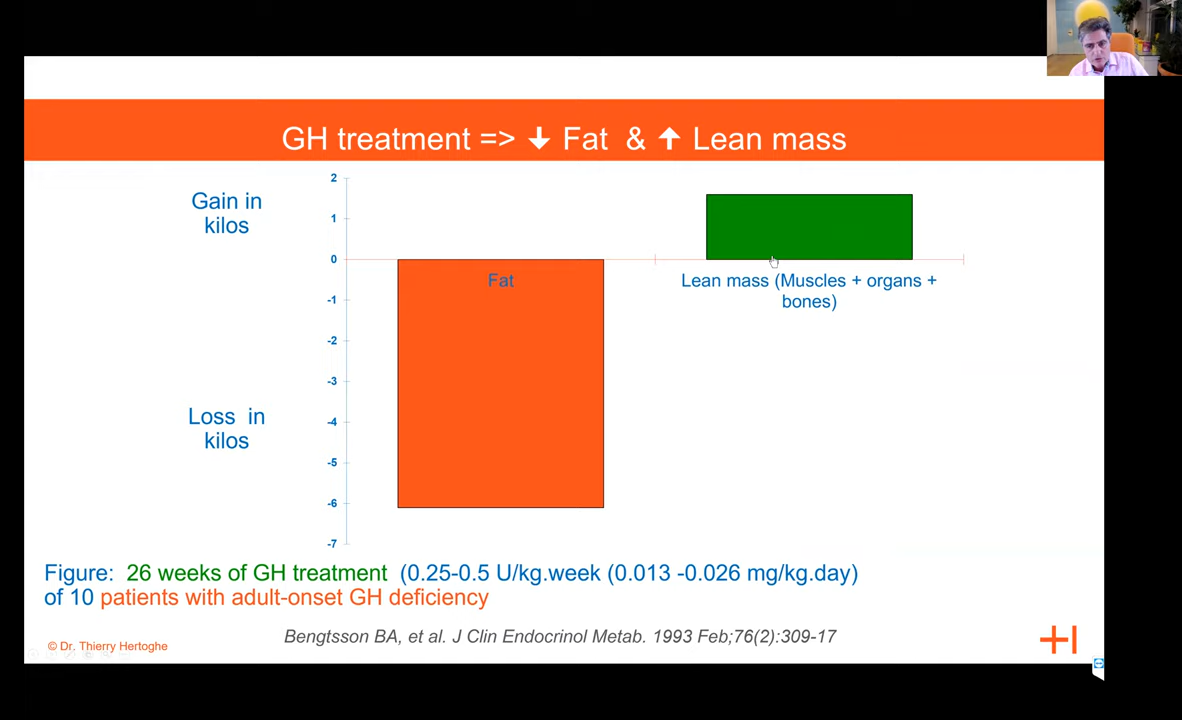 GH treatment => ↓ Fat & ↑ Lean mass
Gain in
kilos
Loss in
kilos
2
1
0
-1
-2
-3
-4
-5
-6
-7
Fat
Lean mass (Muscles + organs +
bones)
Figure: 26 weeks of GH treatment (0.25-0.5 U/kg.week (0.013 -0.026 mg/kg.day)
of 10 patients with adult-onset GH deficiency
Bengtsson BA, et al. J Clin Endocrinol Metab. 1993 Feb;76(2):309-17
© Dr. Thierry Hertoghe